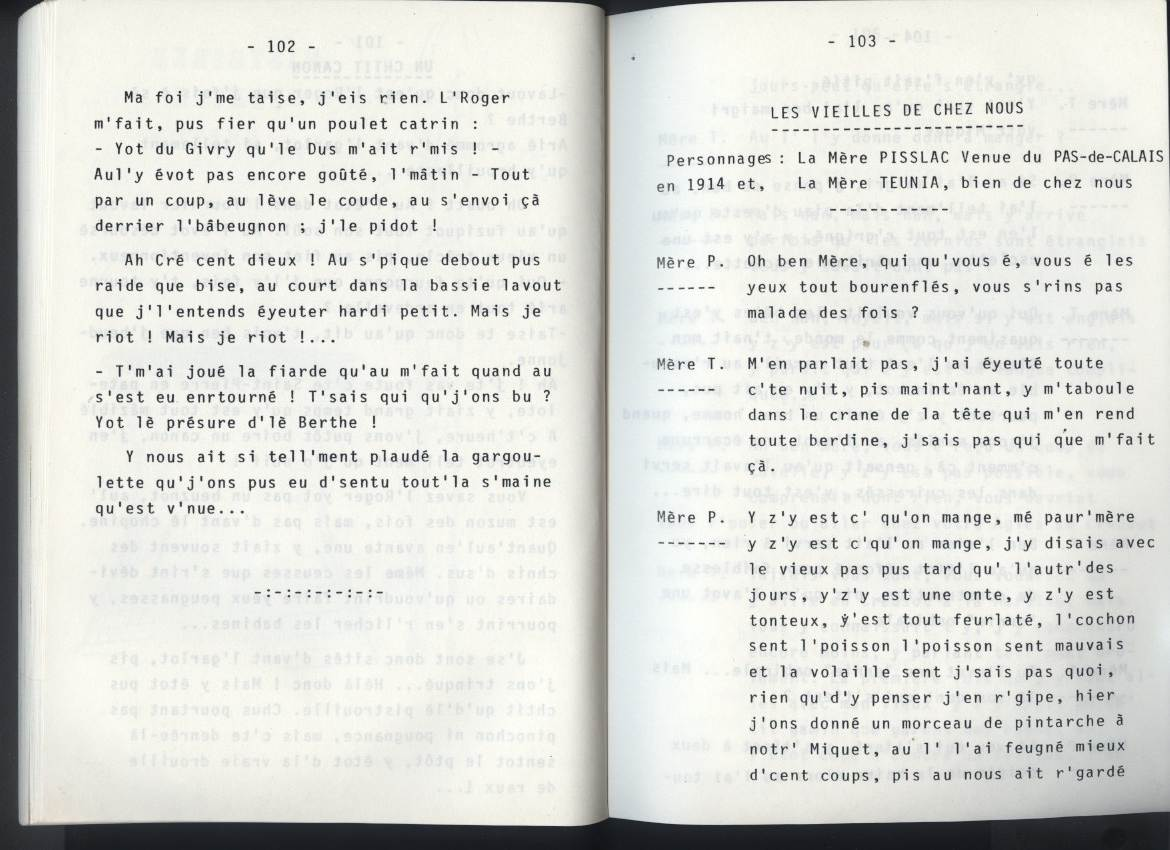 - 102 -
Ma foi j'me taise, j'eis rien. L'Roger
m'fait, pus fier qu'un poulet catrin :
- Yot du Givry qu'le Dus m'ait r'mis ! -
Aul'y évot pas encore goûté, l'mâtin - Tout
par un coup, au lève le coude, au s'envoi çà
derrier l'bâbeugnon ; j'le pidot !
Ah Cré cent dieux ! Au s'pique deboutipus
raide que bise, au court dans la bassie lavout
que j'l'entends éyeuter hardi petit. Mais je
riot ! Mais je riot !...
- T'm'ai joué la fiarde qu'au m'fait quand au
s'est eu enrtourné ! T'sais qui qu'j'ons bu ?
Yot lè présure d'lè Berthe !
Y nous ait si tell'ment plaudé la gargou-
lette qu'j'ons pus eu d'sentu tout'la s'maine
qu'est v'nue...
-:-:-:-:-:-:-
- 103 -
LES VIEILLES DE CHEZ NOUS
Personnages : La Mère PISSLAC Venue du PAS-de-CALAIS
en 1914 et, La Mère TEUNIA, bien de chez nous
Mère P. Oh ben Mère, qui qu'vous é, vous é les
yeux tout bourenflés, vous s'rins pas
malade des fois ?
Mère T. M'en parlait pas, j'ai éyeuté toute
c'te nuit, pis maint'nant, y m'taboule
dans le crane de la tête qui m'en rend
toute berdine, j'sais pas qui que m'fait
çà.
Mère P. Y z'y est c' qu'on mange, mé paur'mère
y z'y est c'qu'on mange, j'y disais avec
le vieux pas pus tard qu' l'autr'des
jours, y'z'y est une onte, y z'y est
tonteux, y'est tout feurlaté, l'cochon
sent l'poisson l'poisson sent mauvais
et la volaille sent j'sais pas quoi,
rien qu'd'y penser j'en r'gipe, hier
j'ons donné un morceau de pintarche à
notr' Miquet, au l' l'ai feugné mieux
d'cent coups, pis au nous ait r'gardé